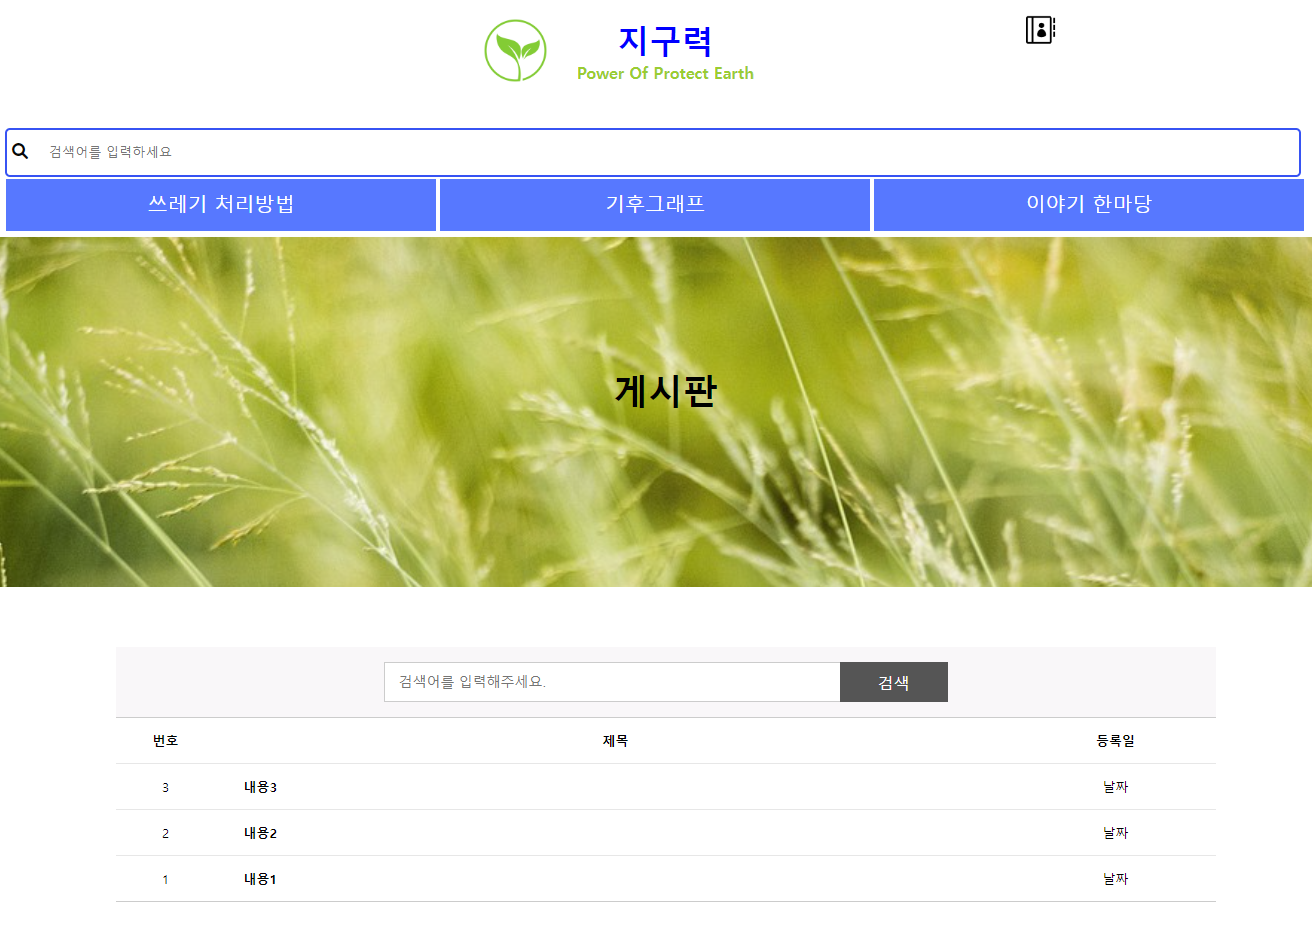 지구력
Power Of Protect Earth
검색어를 입력하세요
쓰레기 처리방법 기후그래프 이야기 한마당
게시판
검색어를 입력해주세요. 검색
번호 제목 등록일
3 내용3 날짜
2 내용2 날짜
1 내용1 날짜